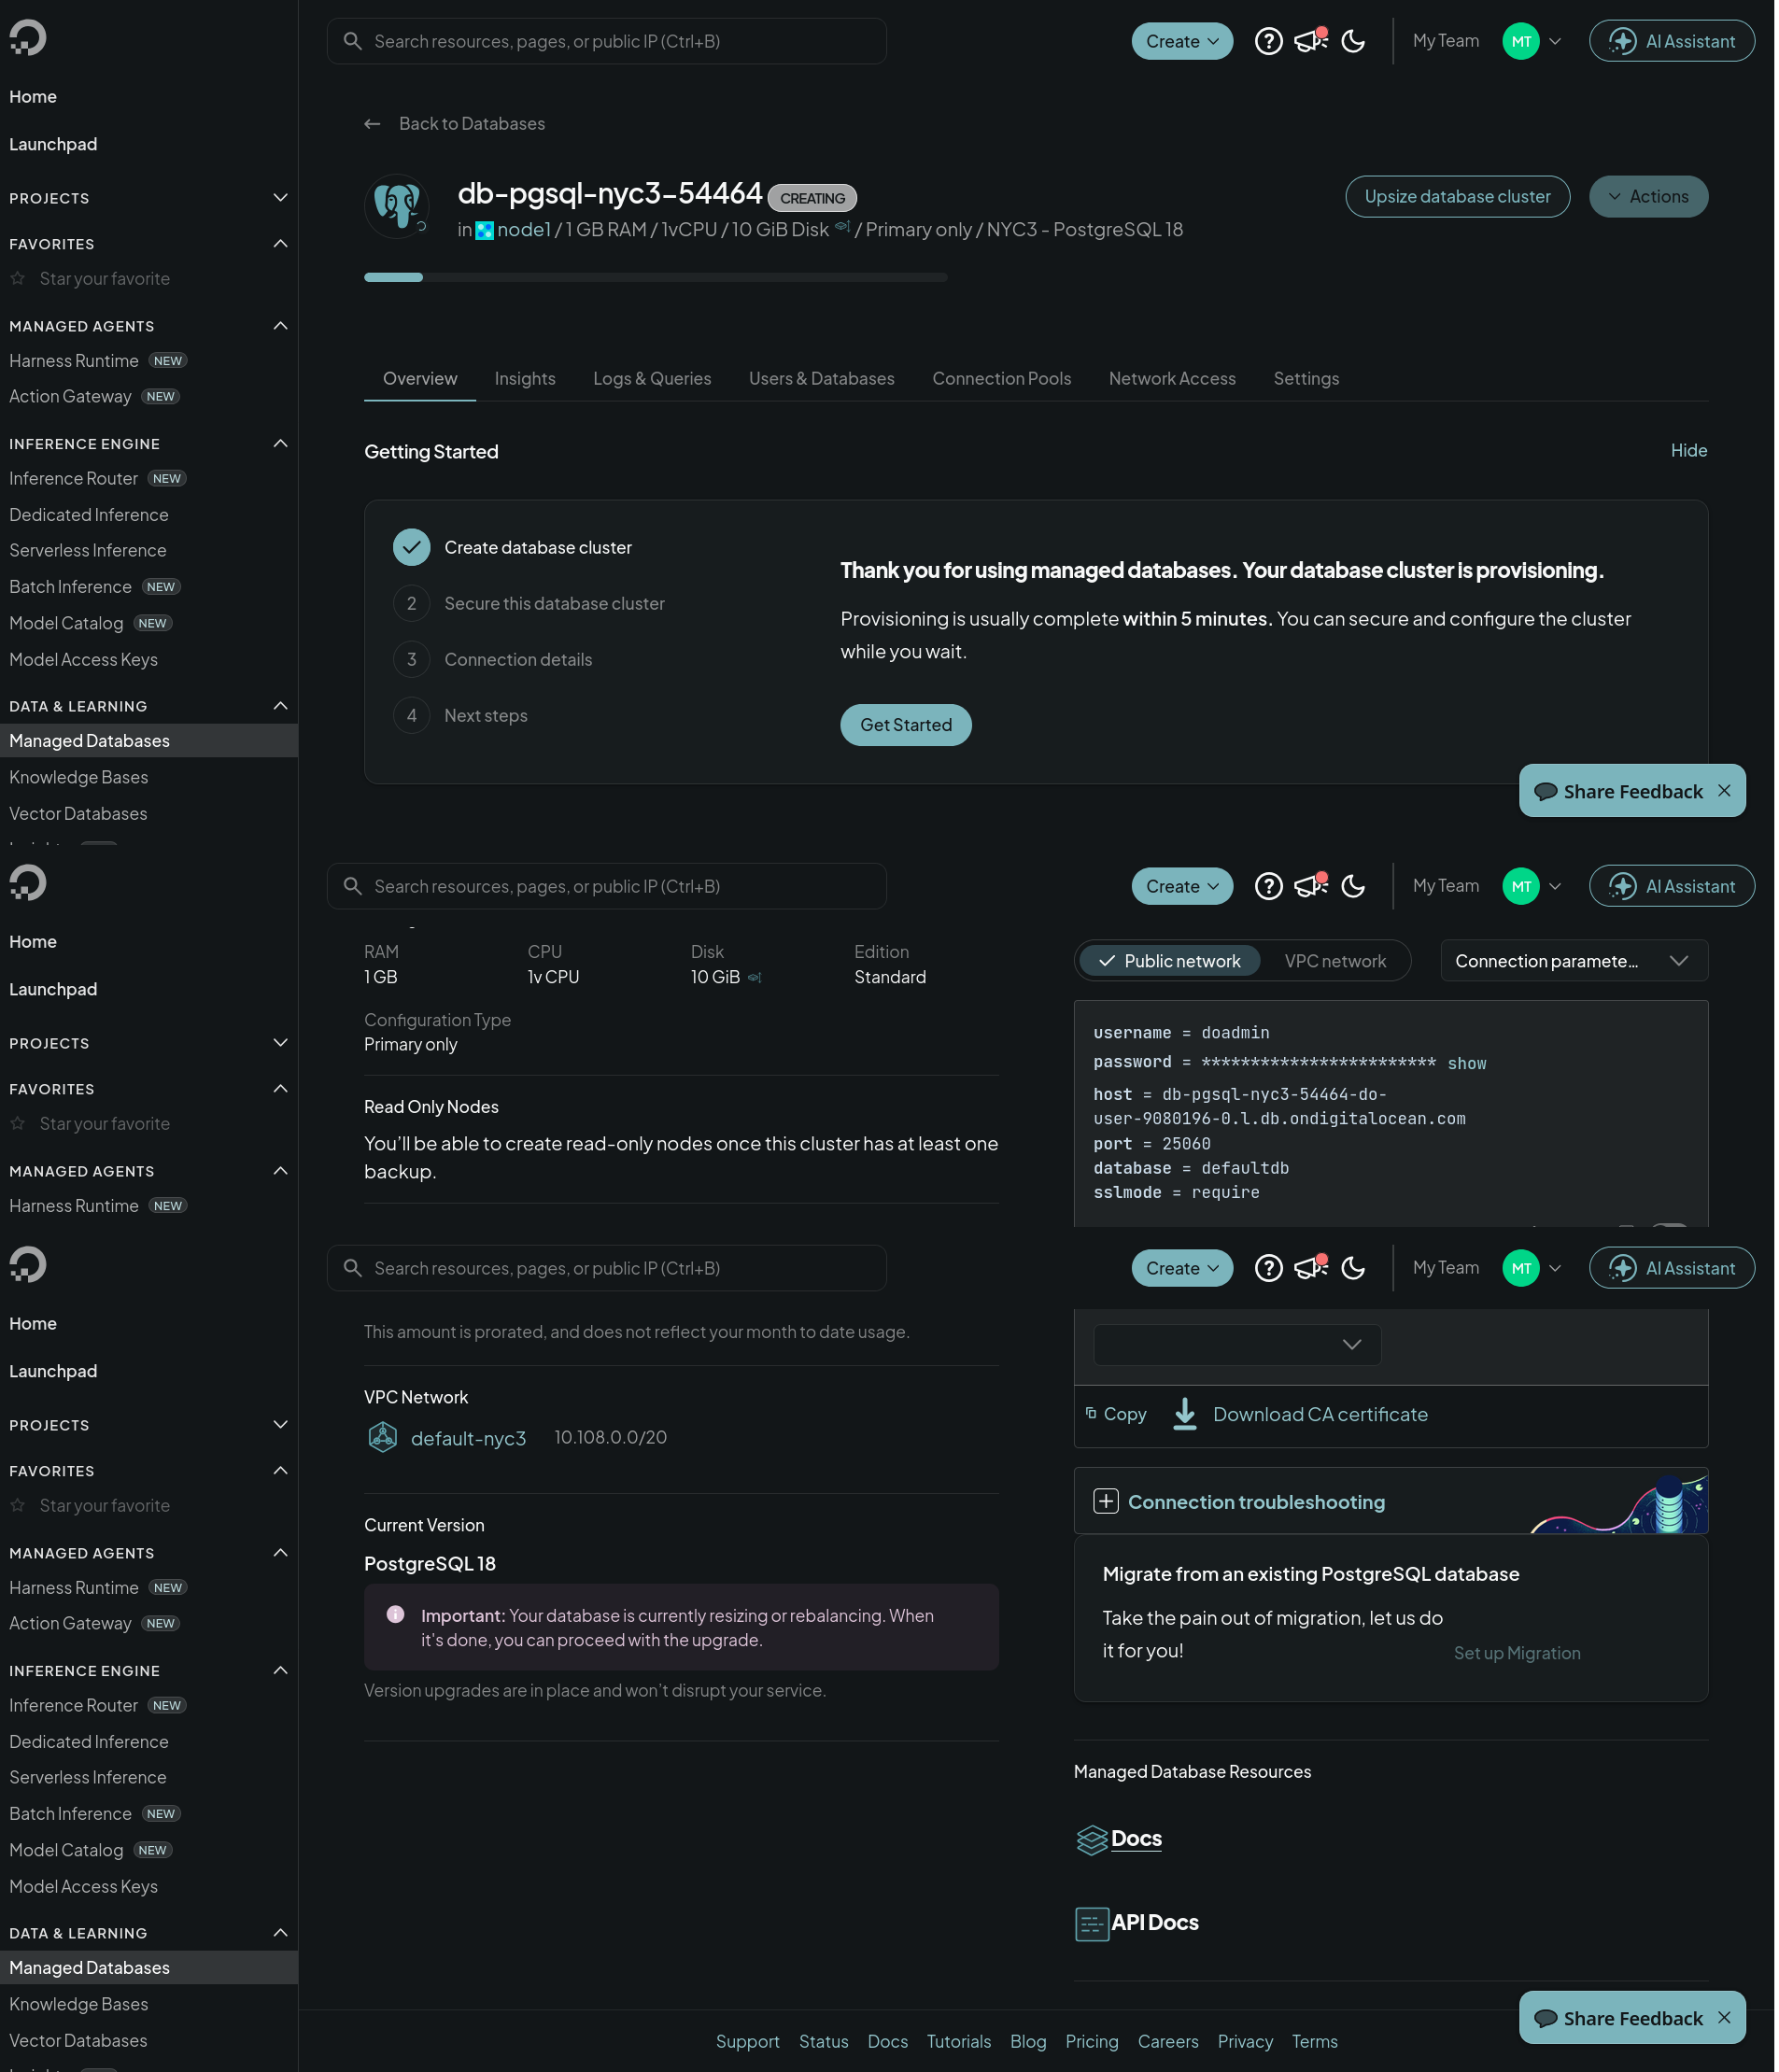 Search resources, pages, or public IP (Ctrl+B)
Create
My Team
MT
AI Assistant
Home
Launchpad
PROJECTS
FAVORITES
Star your favorite
MANAGED AGENTS
Harness Runtime NEW
Action Gateway NEW
INFERENCE ENGINE
Inference Router NEW
Dedicated Inference
Serverless Inference
Batch Inference NEW
Model Catalog NEW
Model Access Keys
DATA & LEARNING
Managed Databases
Knowledge Bases
Vector Databases
Back to Databases
db-pgsql-nyc3-54464 CREATING
in node1 / 1 GB RAM / 1vCPU / 10 GiB Disk / Primary only / NYC3 - PostgreSQL 18
Upsize database cluster
Actions
Overview
Insights
Logs & Queries
Users & Databases
Connection Pools
Network Access
Settings
Getting Started
Hide
Create database cluster
2 Secure this database cluster
3 Connection details
4 Next steps
Thank you for using managed databases. Your database cluster is provisioning.
Provisioning is usually complete within 5 minutes. You can secure and configure the cluster
while you wait.
Get Started
Share Feedback
Search resources, pages, or public IP (Ctrl+B)
Create
My Team
MT
AI Assistant
Home
Launchpad
PROJECTS
FAVORITES
Star your favorite
MANAGED AGENTS
Harness Runtime NEW
RAM
1 GB
CPU
1v CPU
Disk
10 GiB
Edition
Standard
Configuration Type
Primary only
Read Only Nodes
You'll be able to create read-only nodes once this cluster has at least one
backup.
Public network
VPC network
Connection paramete...
username = doadmin
password = ************************ show
host = db-pgsql-nyc3-54464-do-
user-9080196-0.l.db.ondigitalocean.com
port = 25060
database = defaultdb
sslmode = require
Search resources, pages, or public IP (Ctrl+B)
Create
My Team
MT
AI Assistant
Home
Launchpad
PROJECTS
FAVORITES
Star your favorite
MANAGED AGENTS
Harness Runtime NEW
Action Gateway NEW
INFERENCE ENGINE
Inference Router NEW
Dedicated Inference
Serverless Inference
Batch Inference NEW
Model Catalog NEW
Model Access Keys
DATA & LEARNING
Managed Databases
Knowledge Bases
Vector Databases
This amount is prorated, and does not reflect your month to date usage.
VPC Network
default-nyc3 10.108.0.0/20
Current Version
PostgreSQL 18
Important: Your database is currently resizing or rebalancing. When
it's done, you can proceed with the upgrade.
Version upgrades are in place and won't disrupt your service.
Copy
Download CA certificate
Connection troubleshooting
Migrate from an existing PostgreSQL database
Take the pain out of migration, let us do
it for you!
Set up Migration
Managed Database Resources
Docs
API Docs
Share Feedback
Support Status Docs Tutorials Blog Pricing Careers Privacy Terms